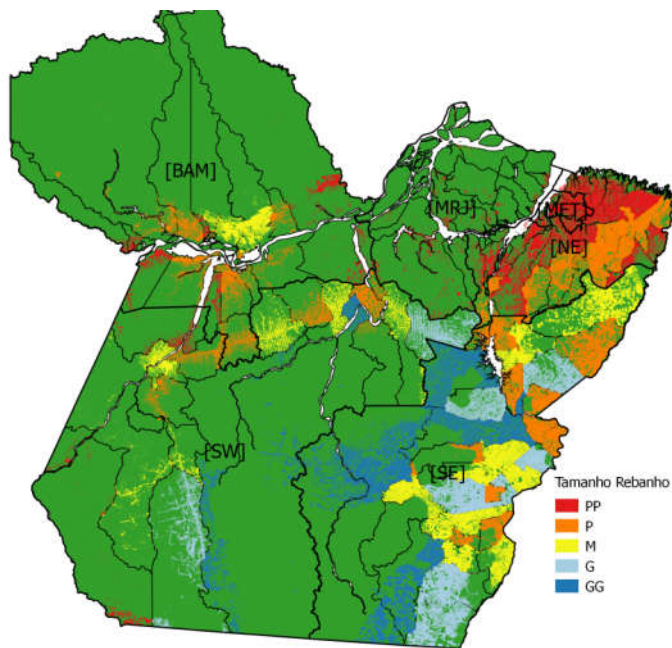 [BAM]
[MRJ]
[MET]
[NE]
[SW]
[SE]
Tamanho Rebanho
PP
P
M
G
GG